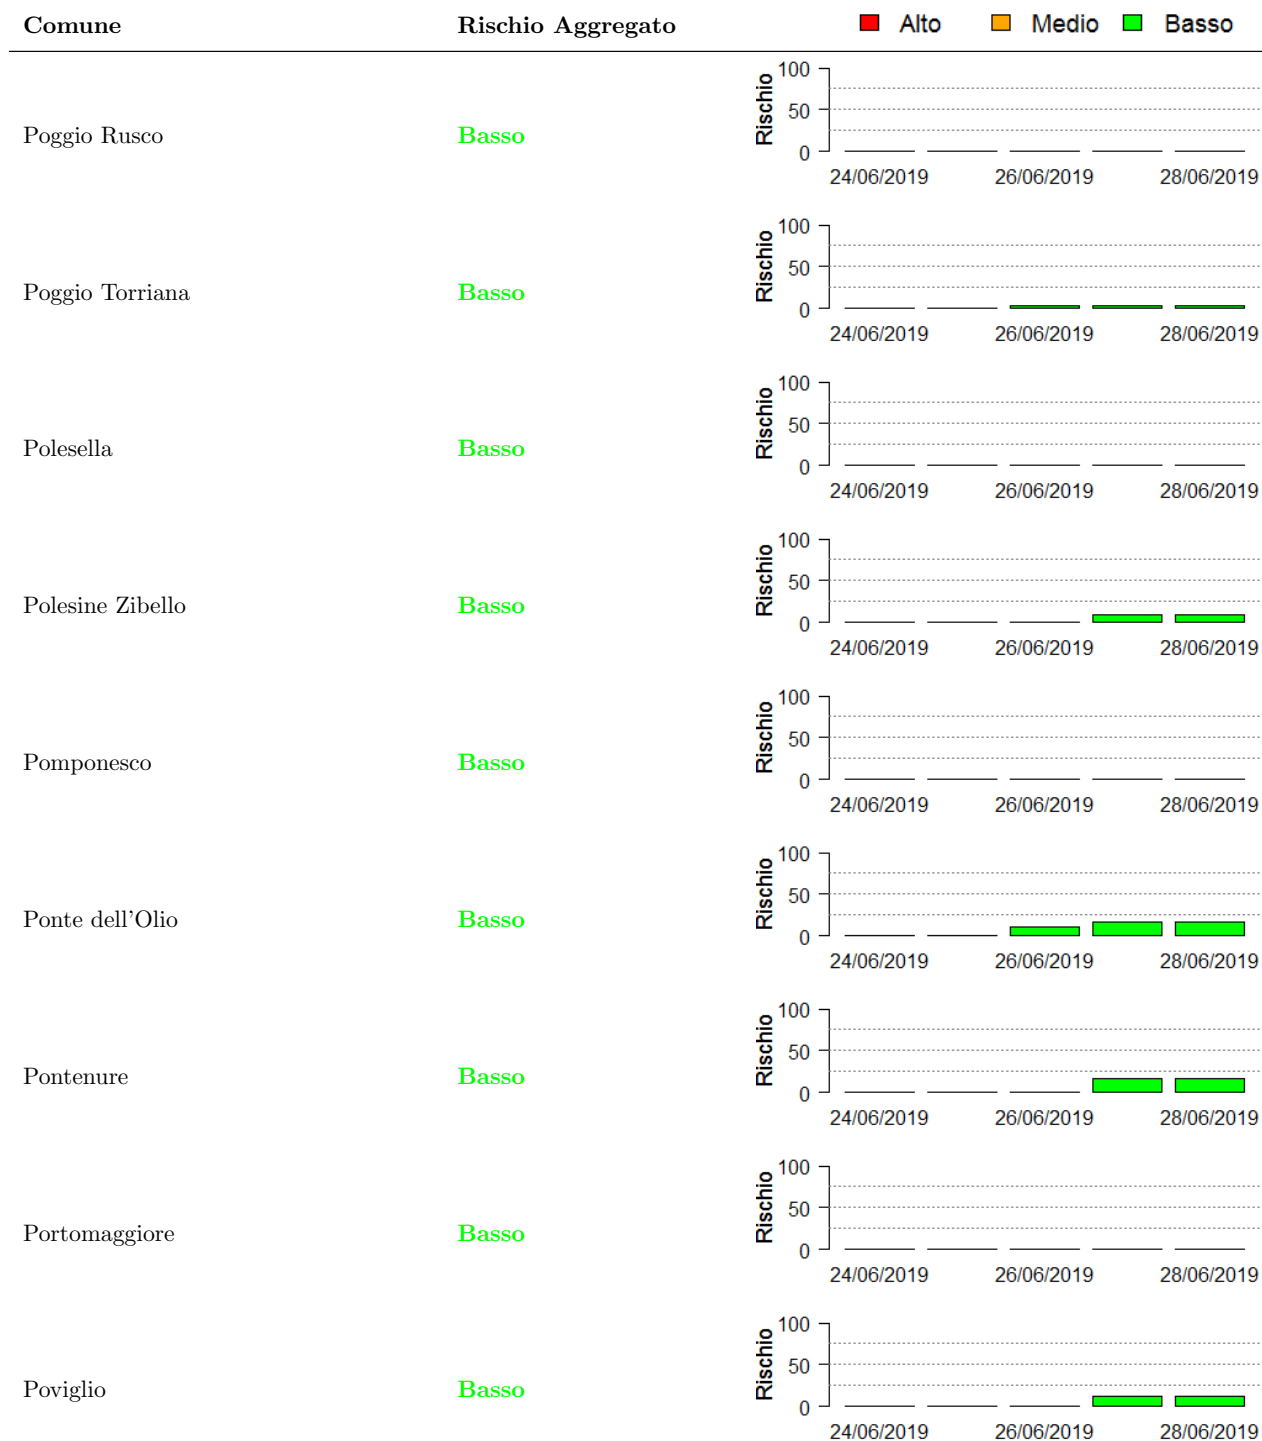 Comune Rischio Aggregato Alto Medio Basso
Poggio Rusco Basso Rischio 100 50 0
24/06/2019 26/06/2019 28/06/2019
Poggio Torriana Basso Rischio 100 50 0
24/06/2019 26/06/2019 28/06/2019
Polesella Basso Rischio 100 50 0
24/06/2019 26/06/2019 28/06/2019
Polesine Zibello Basso Rischio 100 50 0
24/06/2019 26/06/2019 28/06/2019
Pomponesco Basso Rischio 100 50 0
24/06/2019 26/06/2019 28/06/2019
Ponte dell'Olio Basso Rischio 100 50 0
24/06/2019 26/06/2019 28/06/2019
Pontenure Basso Rischio 100 50 0
24/06/2019 26/06/2019 28/06/2019
Portomaggiore Basso Rischio 100 50 0
24/06/2019 26/06/2019 28/06/2019
Poviglio Basso Rischio 100 50 0
24/06/2019 26/06/2019 28/06/2019